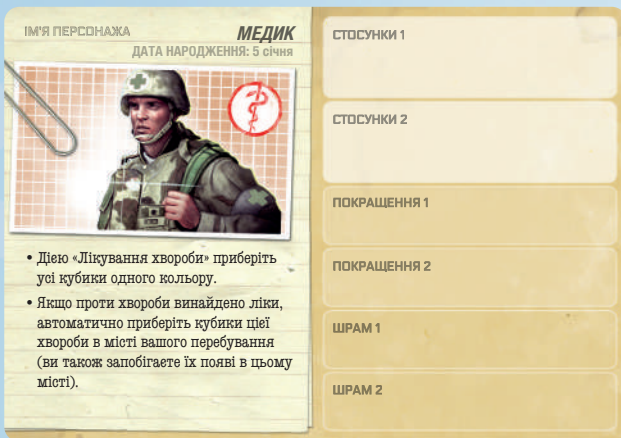 ІМ'Я ПЕРСОНАЖА
МЕДИК
ДАТА НАРОДЖЕННЯ: 5 січня
• Дією «Лікування хвороби» приберіть
усі кубики одного кольору.
• Якщо проти хвороби винайдено ліки,
автоматично приберіть кубики цієї
хвороби в місті вашого перебування
(ви також запобігаєте їх появі в цьому
місті).
СТОСУНКИ 1
СТОСУНКИ 2
ПОКРАЩЕННЯ 1
ПОКРАЩЕННЯ 2
ШРАМ 1
ШРАМ 2